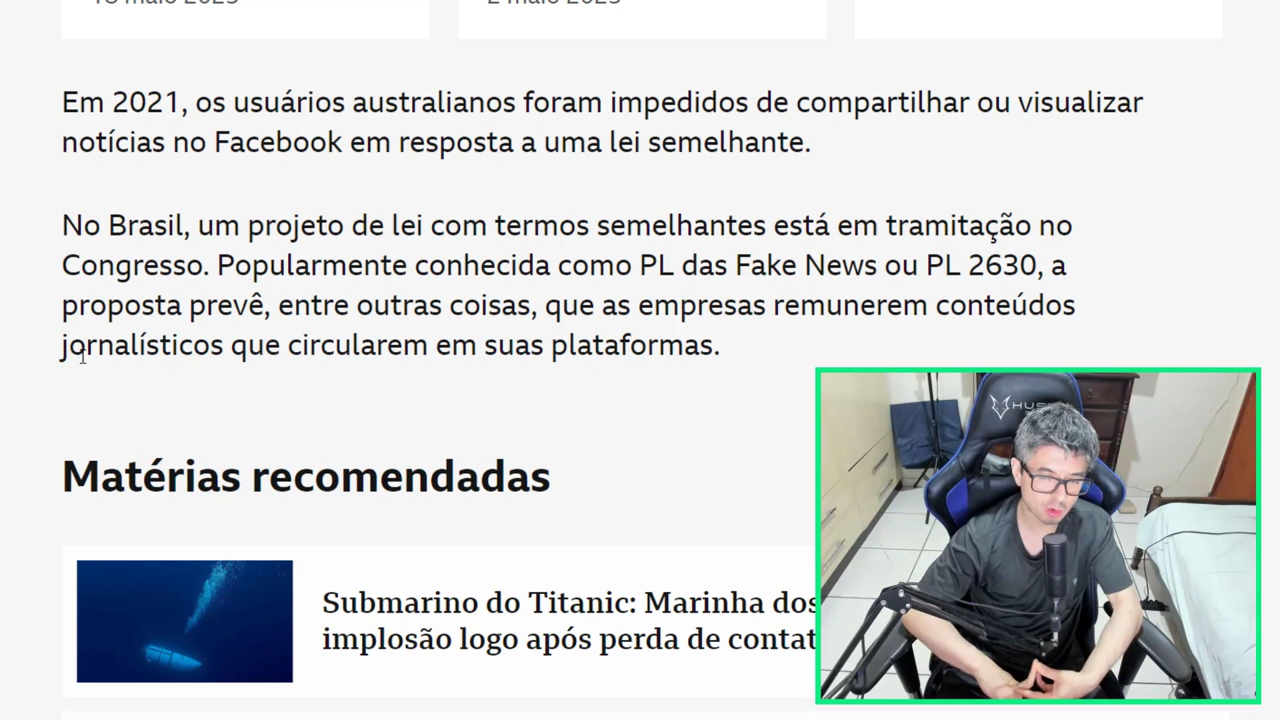 Em 2021, os usuários australianos foram impedidos de compartilhar ou visualizar
notícias no Facebook em resposta a uma lei semelhante.
No Brasil, um projeto de lei com termos semelhantes está em tramitação no
Congresso. Popularmente conhecida como PL das Fake News ou PL 2630, a
proposta prevê, entre outras coisas, que as empresas remunerem conteúdos
jornalísticos que circularem em suas plataformas.
Matérias recomendadas
Submarino do Titanic: Marinha dos
implosão logo após perda de